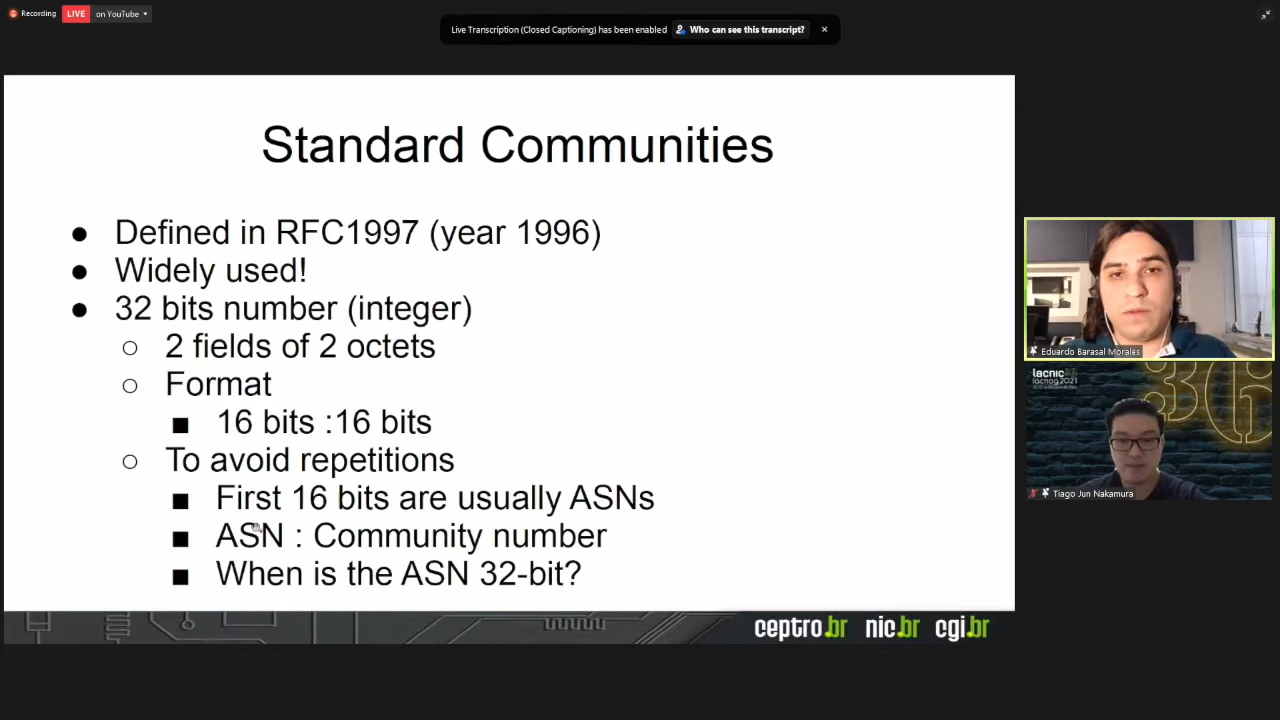 Recording
LIVE on YouTube
Live Transcription (Closed Captioning) has been enabled Who can see this transcript?
Standard Communities
● Defined in RFC1997 (year 1996)
● Widely used!
● 32 bits number (integer)
○ 2 fields of 2 octets
○ Format
■ 16 bits :16 bits
○ To avoid repetitions
■ First 16 bits are usually ASNs
■ ASN : Community number
■ When is the ASN 32-bit?
ceptro.br nic.br cgi.br
Eduardo Barasal Morales
lacnic 36
lacnog 2021
36
Tiago Jun Nakamura